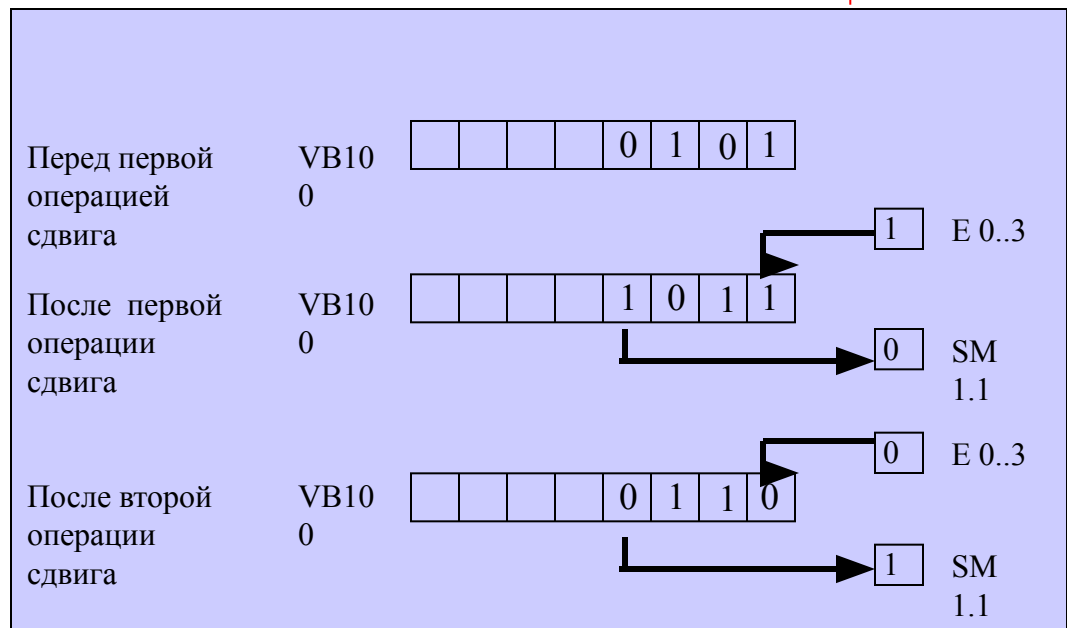 0 1 0 1
Перед первой VB10
операцией 0
сдвига
1 E 0..3
1 0 1 1
После первой VB10
операции 0
сдвига
0 SM
1.1
0 E 0..3
0 1 1 0
После второй VB10
операции 0
сдвига
1 SM
1.1